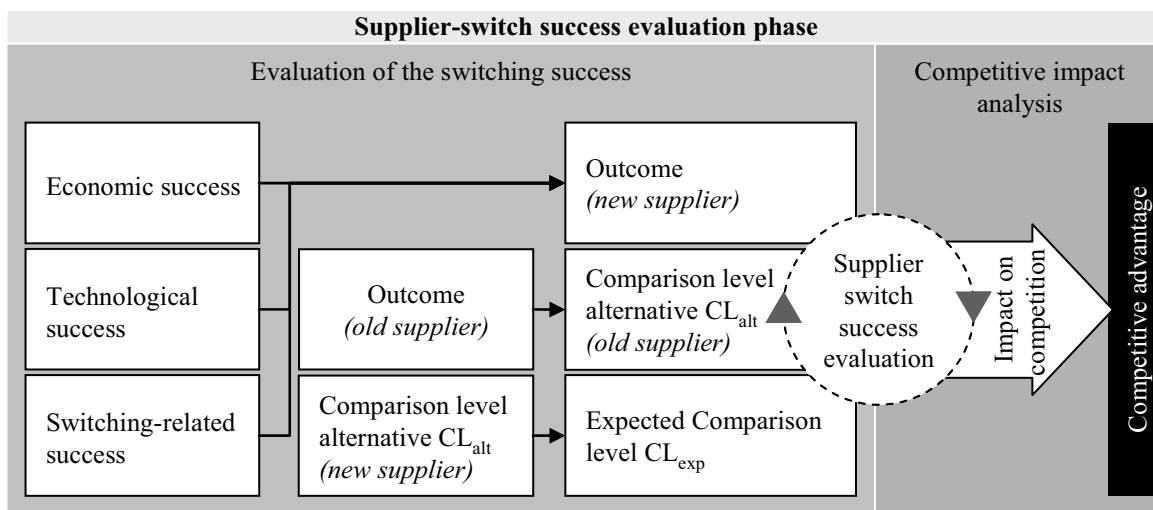 Supplier-switch success evaluation phase
Evaluation of the switching success
Competitive impact
analysis
Economic success
Outcome
(new supplier)
Technological
success
Outcome
(old supplier)
Comparison level
alternative CLalt
(old supplier)
Switching-related
success
Comparison level
alternative CLalt
(new supplier)
Expected Comparison
level CLexp
Supplier
switch
success
evaluation
Impact on
competition
Competitive advantage